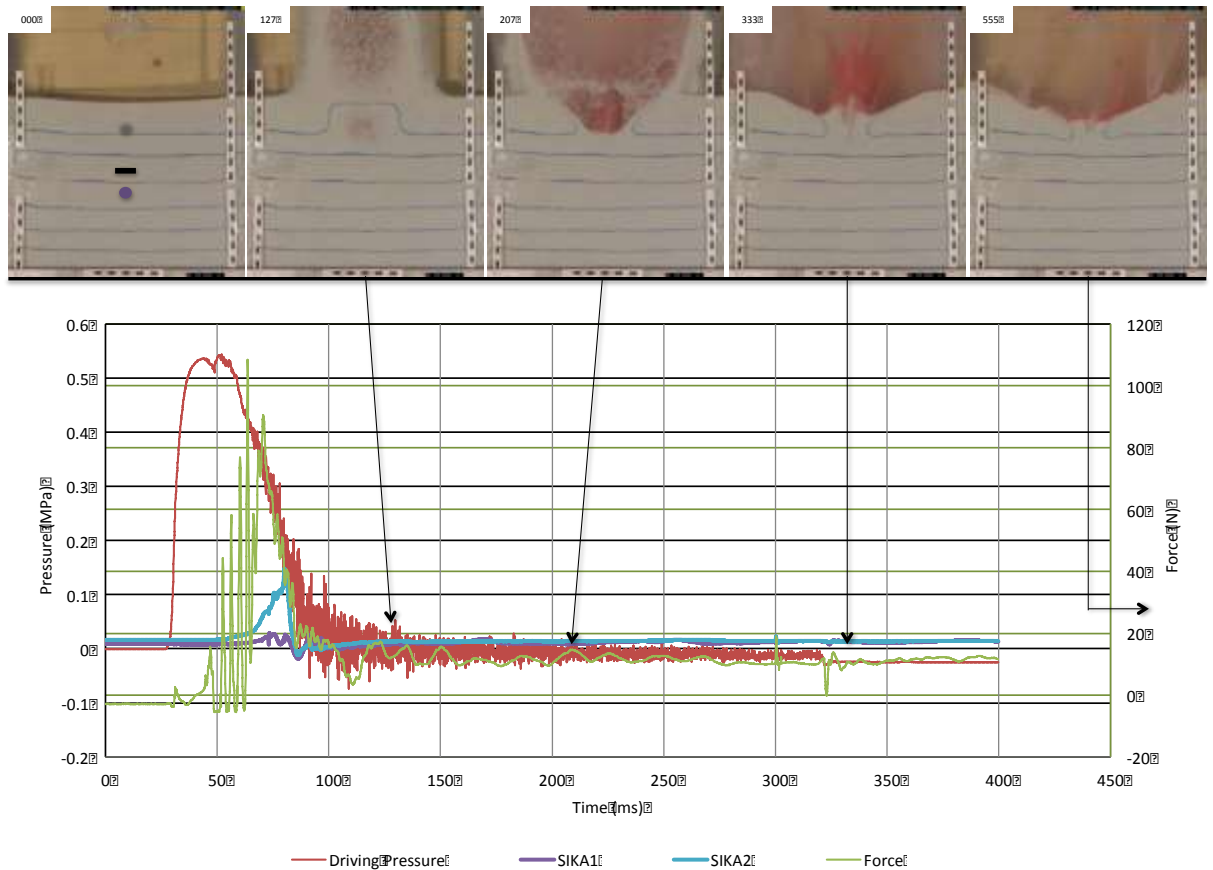 000⍰ 127⍰ 207⍰ 333⍰ 555⍰
0.6⍰
0.5⍰
0.4⍰
0.3⍰
0.2⍰
0.1⍰
0⍰
-0.1⍰
-0.2⍰
Pressure⍰(MPa)⍰
120⍰
100⍰
80⍰
60⍰
40⍰
20⍰
0⍰
-20⍰
Force⍰(N)⍰
0⍰ 50⍰ 100⍰ 150⍰ 200⍰ 250⍰ 300⍰ 350⍰ 400⍰ 450⍰
Time⍰(ms)⍰
Driving⍰Pressure⍰ SIKA1⍰ SIKA2⍰ Force⍰